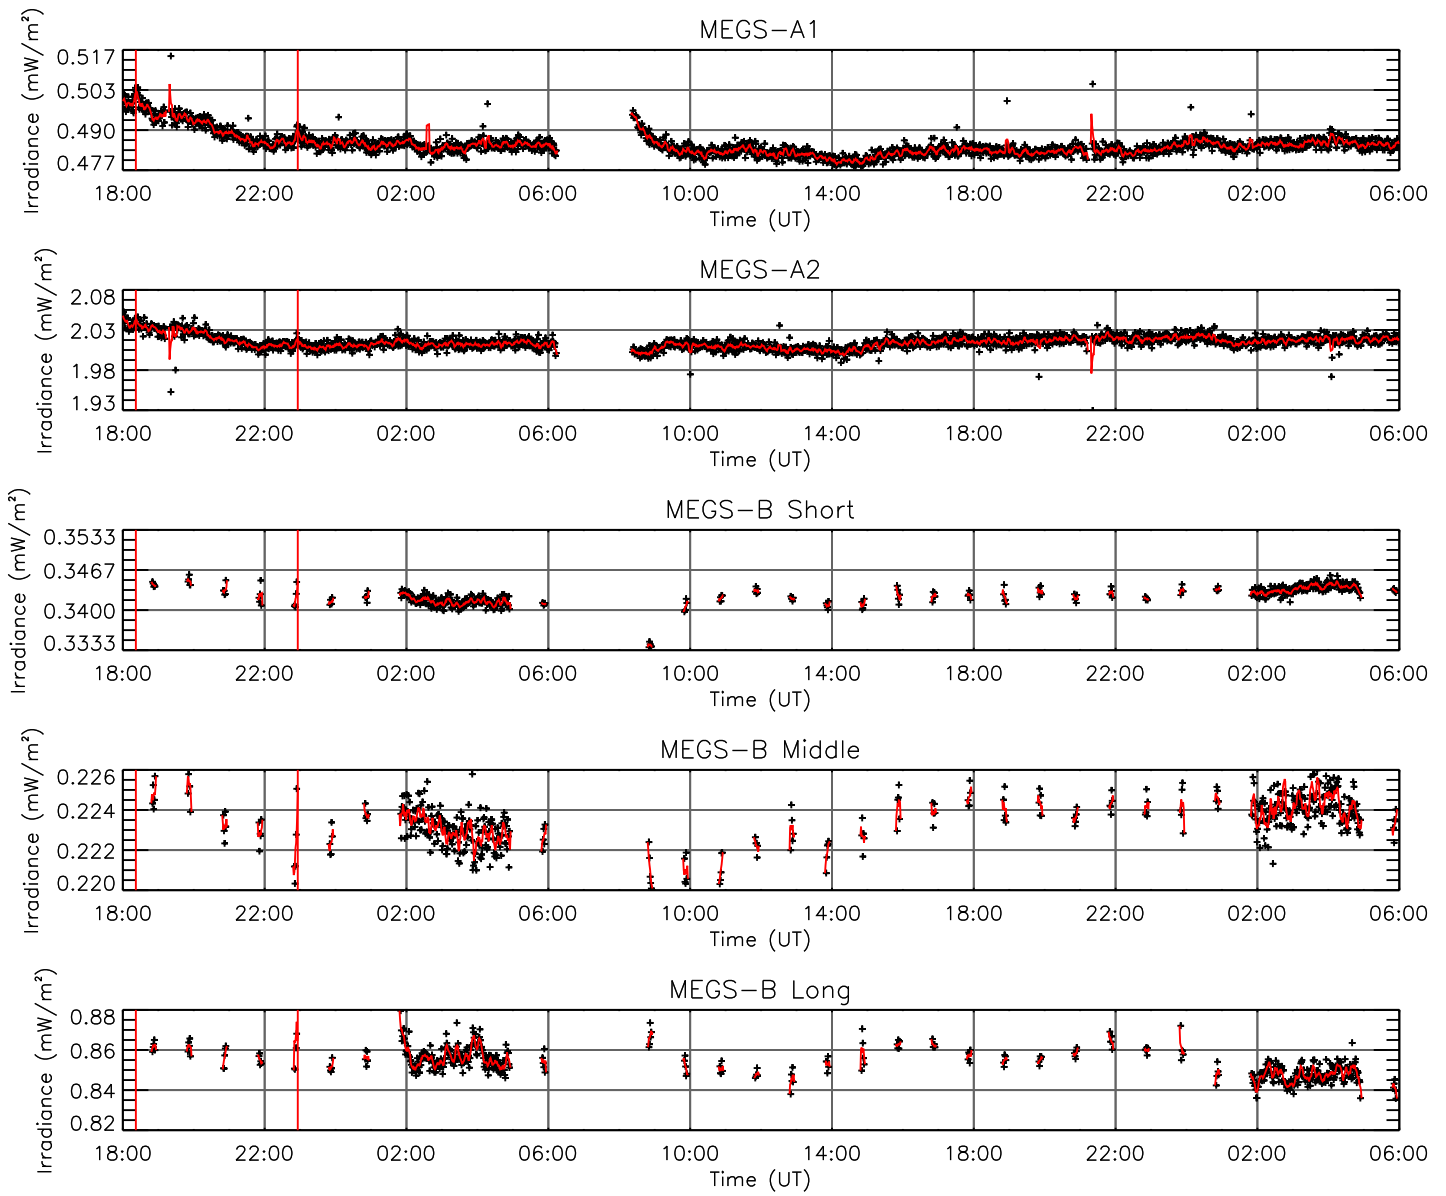 MEGS-A1
Irradiance (mW/m²)
0.517
0.503
0.490
0.477
18:00 22:00 02:00 06:00 10:00 14:00 18:00 22:00 02:00 06:00
Time (UT)
MEGS-A2
Irradiance (mW/m²)
2.08
2.03
1.98
1.93
18:00 22:00 02:00 06:00 10:00 14:00 18:00 22:00 02:00 06:00
Time (UT)
MEGS-B Short
Irradiance (mW/m²)
0.3533
0.3467
0.3400
0.3333
18:00 22:00 02:00 06:00 10:00 14:00 18:00 22:00 02:00 06:00
Time (UT)
MEGS-B Middle
Irradiance (mW/m²)
0.226
0.224
0.222
0.220
18:00 22:00 02:00 06:00 10:00 14:00 18:00 22:00 02:00 06:00
Time (UT)
MEGS-B Long
Irradiance (mW/m²)
0.88
0.86
0.84
0.82
18:00 22:00 02:00 06:00 10:00 14:00 18:00 22:00 02:00 06:00
Time (UT)